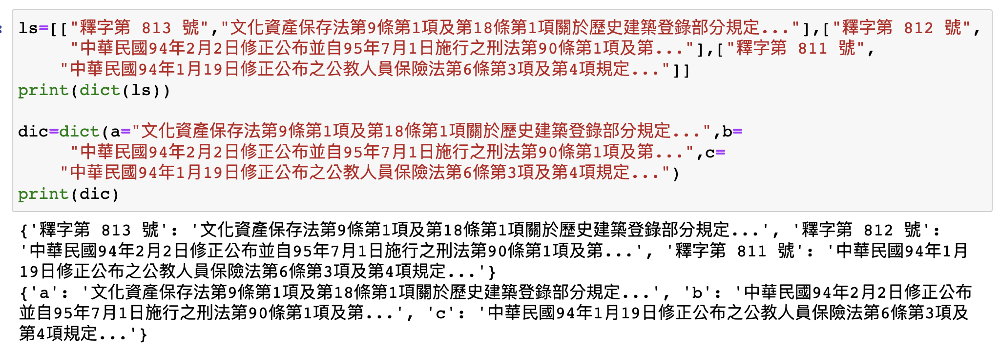 ls=[["釋字第 813 號","文化資產保存法第9條第1項及第18條第1項關於歷史建築登錄部分規定..."],["釋字第 812 號",
"中華民國94年2月2日修正公布並自95年7月1日施行之刑法第90條第1項及第..."],["釋字第 811 號",
"中華民國94年1月19日修正公布之公教人員保險法第6條第3項及第4項規定..."]]
print(dict(ls))
dic=dict(a="文化資產保存法第9條第1項及第18條第1項關於歷史建築登錄部分規定...",b=
"中華民國94年2月2日修正公布並自95年7月1日施行之刑法第90條第1項及第...",c=
"中華民國94年1月19日修正公布之公教人員保險法第6條第3項及第4項規定...")
print(dic)
{'釋字第 813 號': '文化資產保存法第9條第1項及第18條第1項關於歷史建築登錄部分規定...', '釋字第 812 號':
'中華民國94年2月2日修正公布並自95年7月1日施行之刑法第90條第1項及第...', '釋字第 811 號': '中華民國94年1月
19日修正公布之公教人員保險法第6條第3項及第4項規定...'}
{'a': '文化資產保存法第9條第1項及第18條第1項關於歷史建築登錄部分規定...', 'b': '中華民國94年2月2日修正公布
並自95年7月1日施行之刑法第90條第1項及第...', 'c': '中華民國94年1月19日修正公布之公教人員保險法第6條第3項及
第4項規定...'}